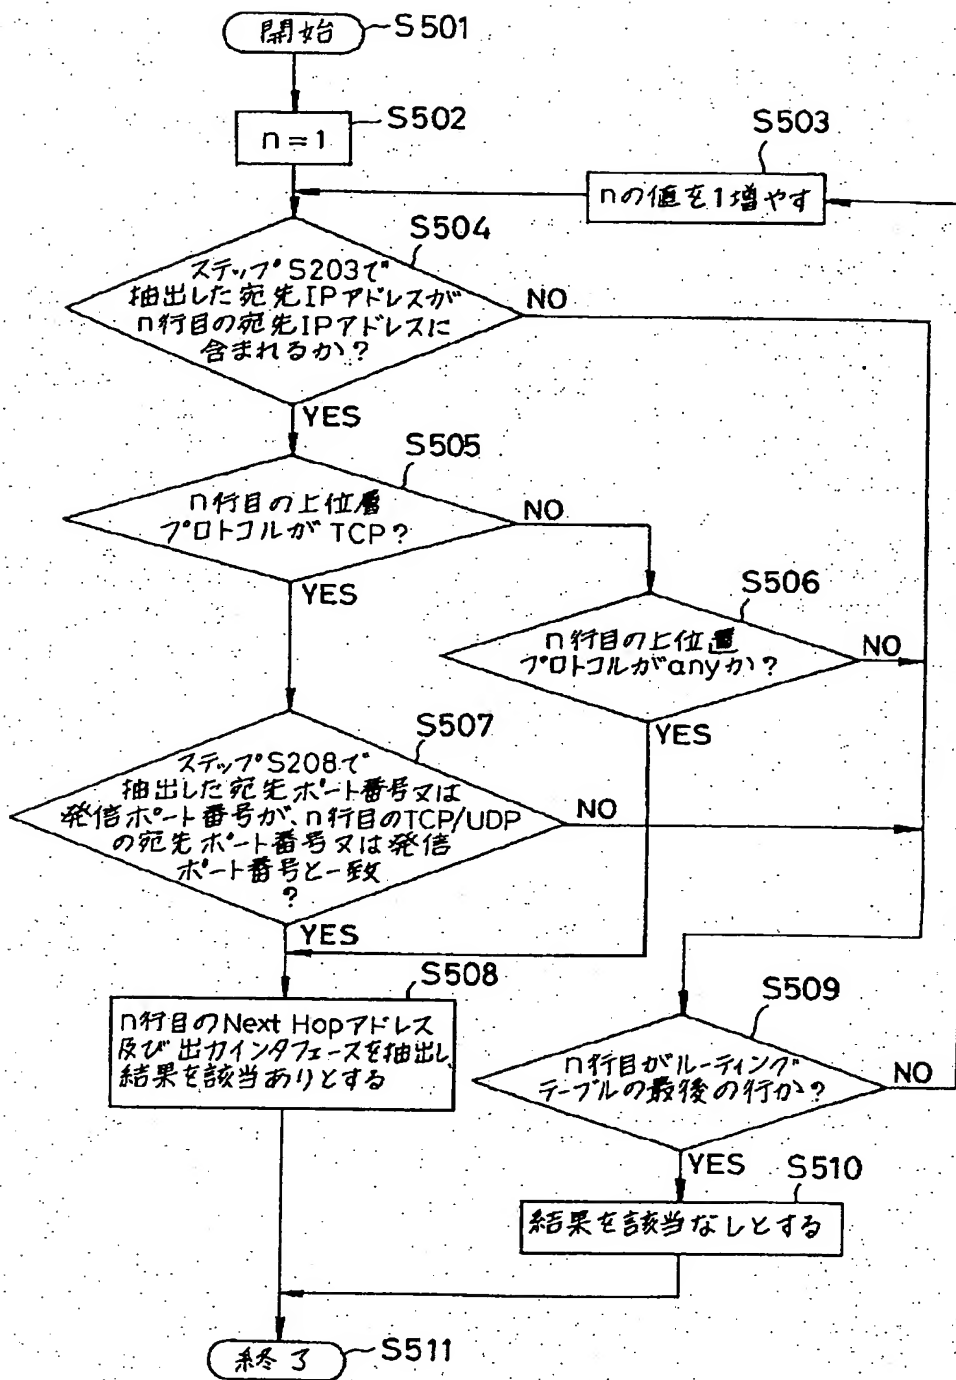 開始
S501
n=1
S502
S503
nの値を1増やす
S504
ステップS203で
抽出した宛先IPアドレスが
n行目の宛先IPアドレスに
含まれるか?
NO
YES
S505
n行目の上位層
プロトコルがTCP?
NO
YES
S506
n行目の上位置
プロトコルがanyか?
NO
YES
S507
ステップS208で
抽出した宛先ポート番号又は
発信ポート番号が、n行目のTCP/UDP
の宛先ポート番号又は発信
ポート番号と一致
?
NO
YES
S508
n行目のNext Hopアドレス
及び出力インタフェースを抽出し、
結果を該当ありとする
S509
n行目がルーティング
テーブルの最後の行か?
NO
YES
S510
結果を該当なしとする
終了
S511